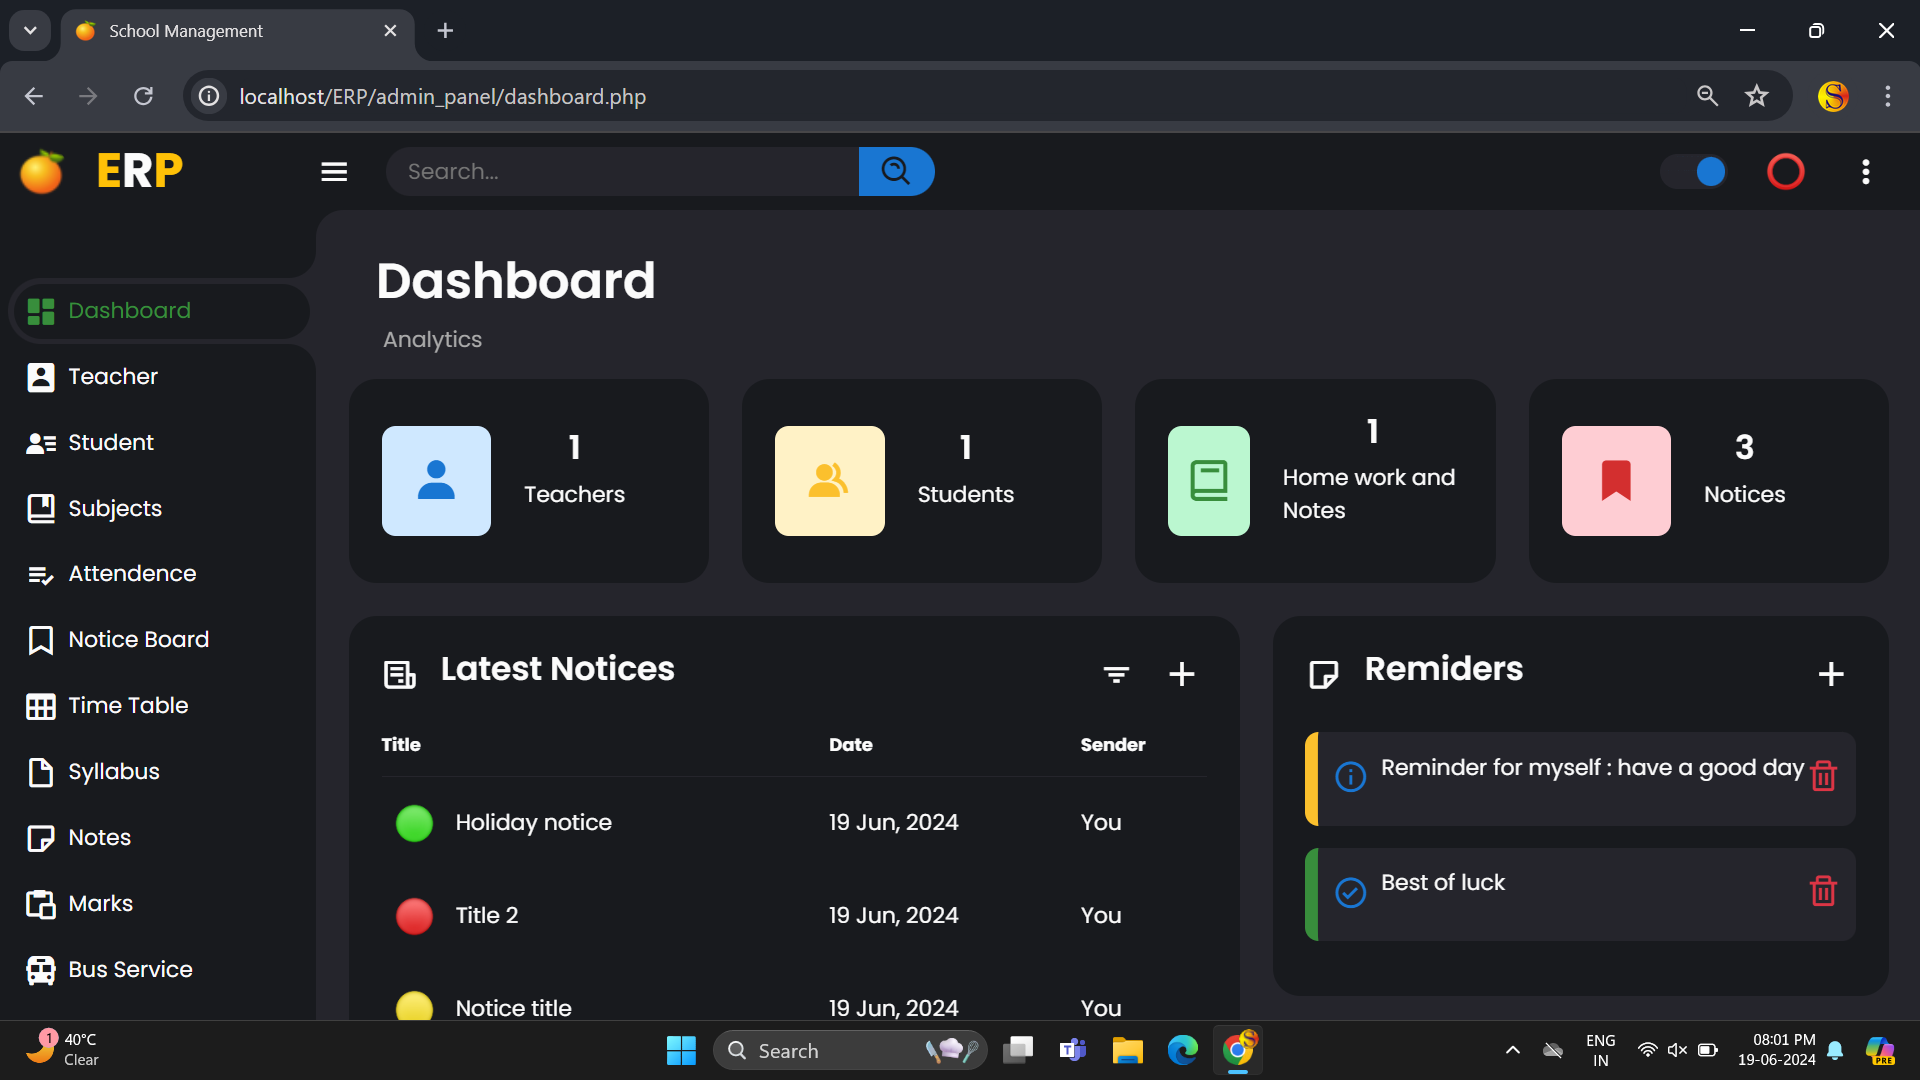 School Management
localhost/ERP/admin_panel/dashboard.php
ERP
Search...
Dashboard
Teacher
Student
Subjects
Attendence
Notice Board
Time Table
Syllabus
Notes
Marks
Bus Service
Dashboard
Analytics
1
Teachers
1
Students
1
Home work and
Notes
3
Notices
Latest Notices
Title Date Sender
Holiday notice 19 Jun, 2024 You
Title 2 19 Jun, 2024 You
Notice title 19 Jun, 2024 You
Remiders
Reminder for myself : have a good day
Best of luck
1
40°C
Clear
Search
ENG
IN
08:01 PM
19-06-2024
PRE